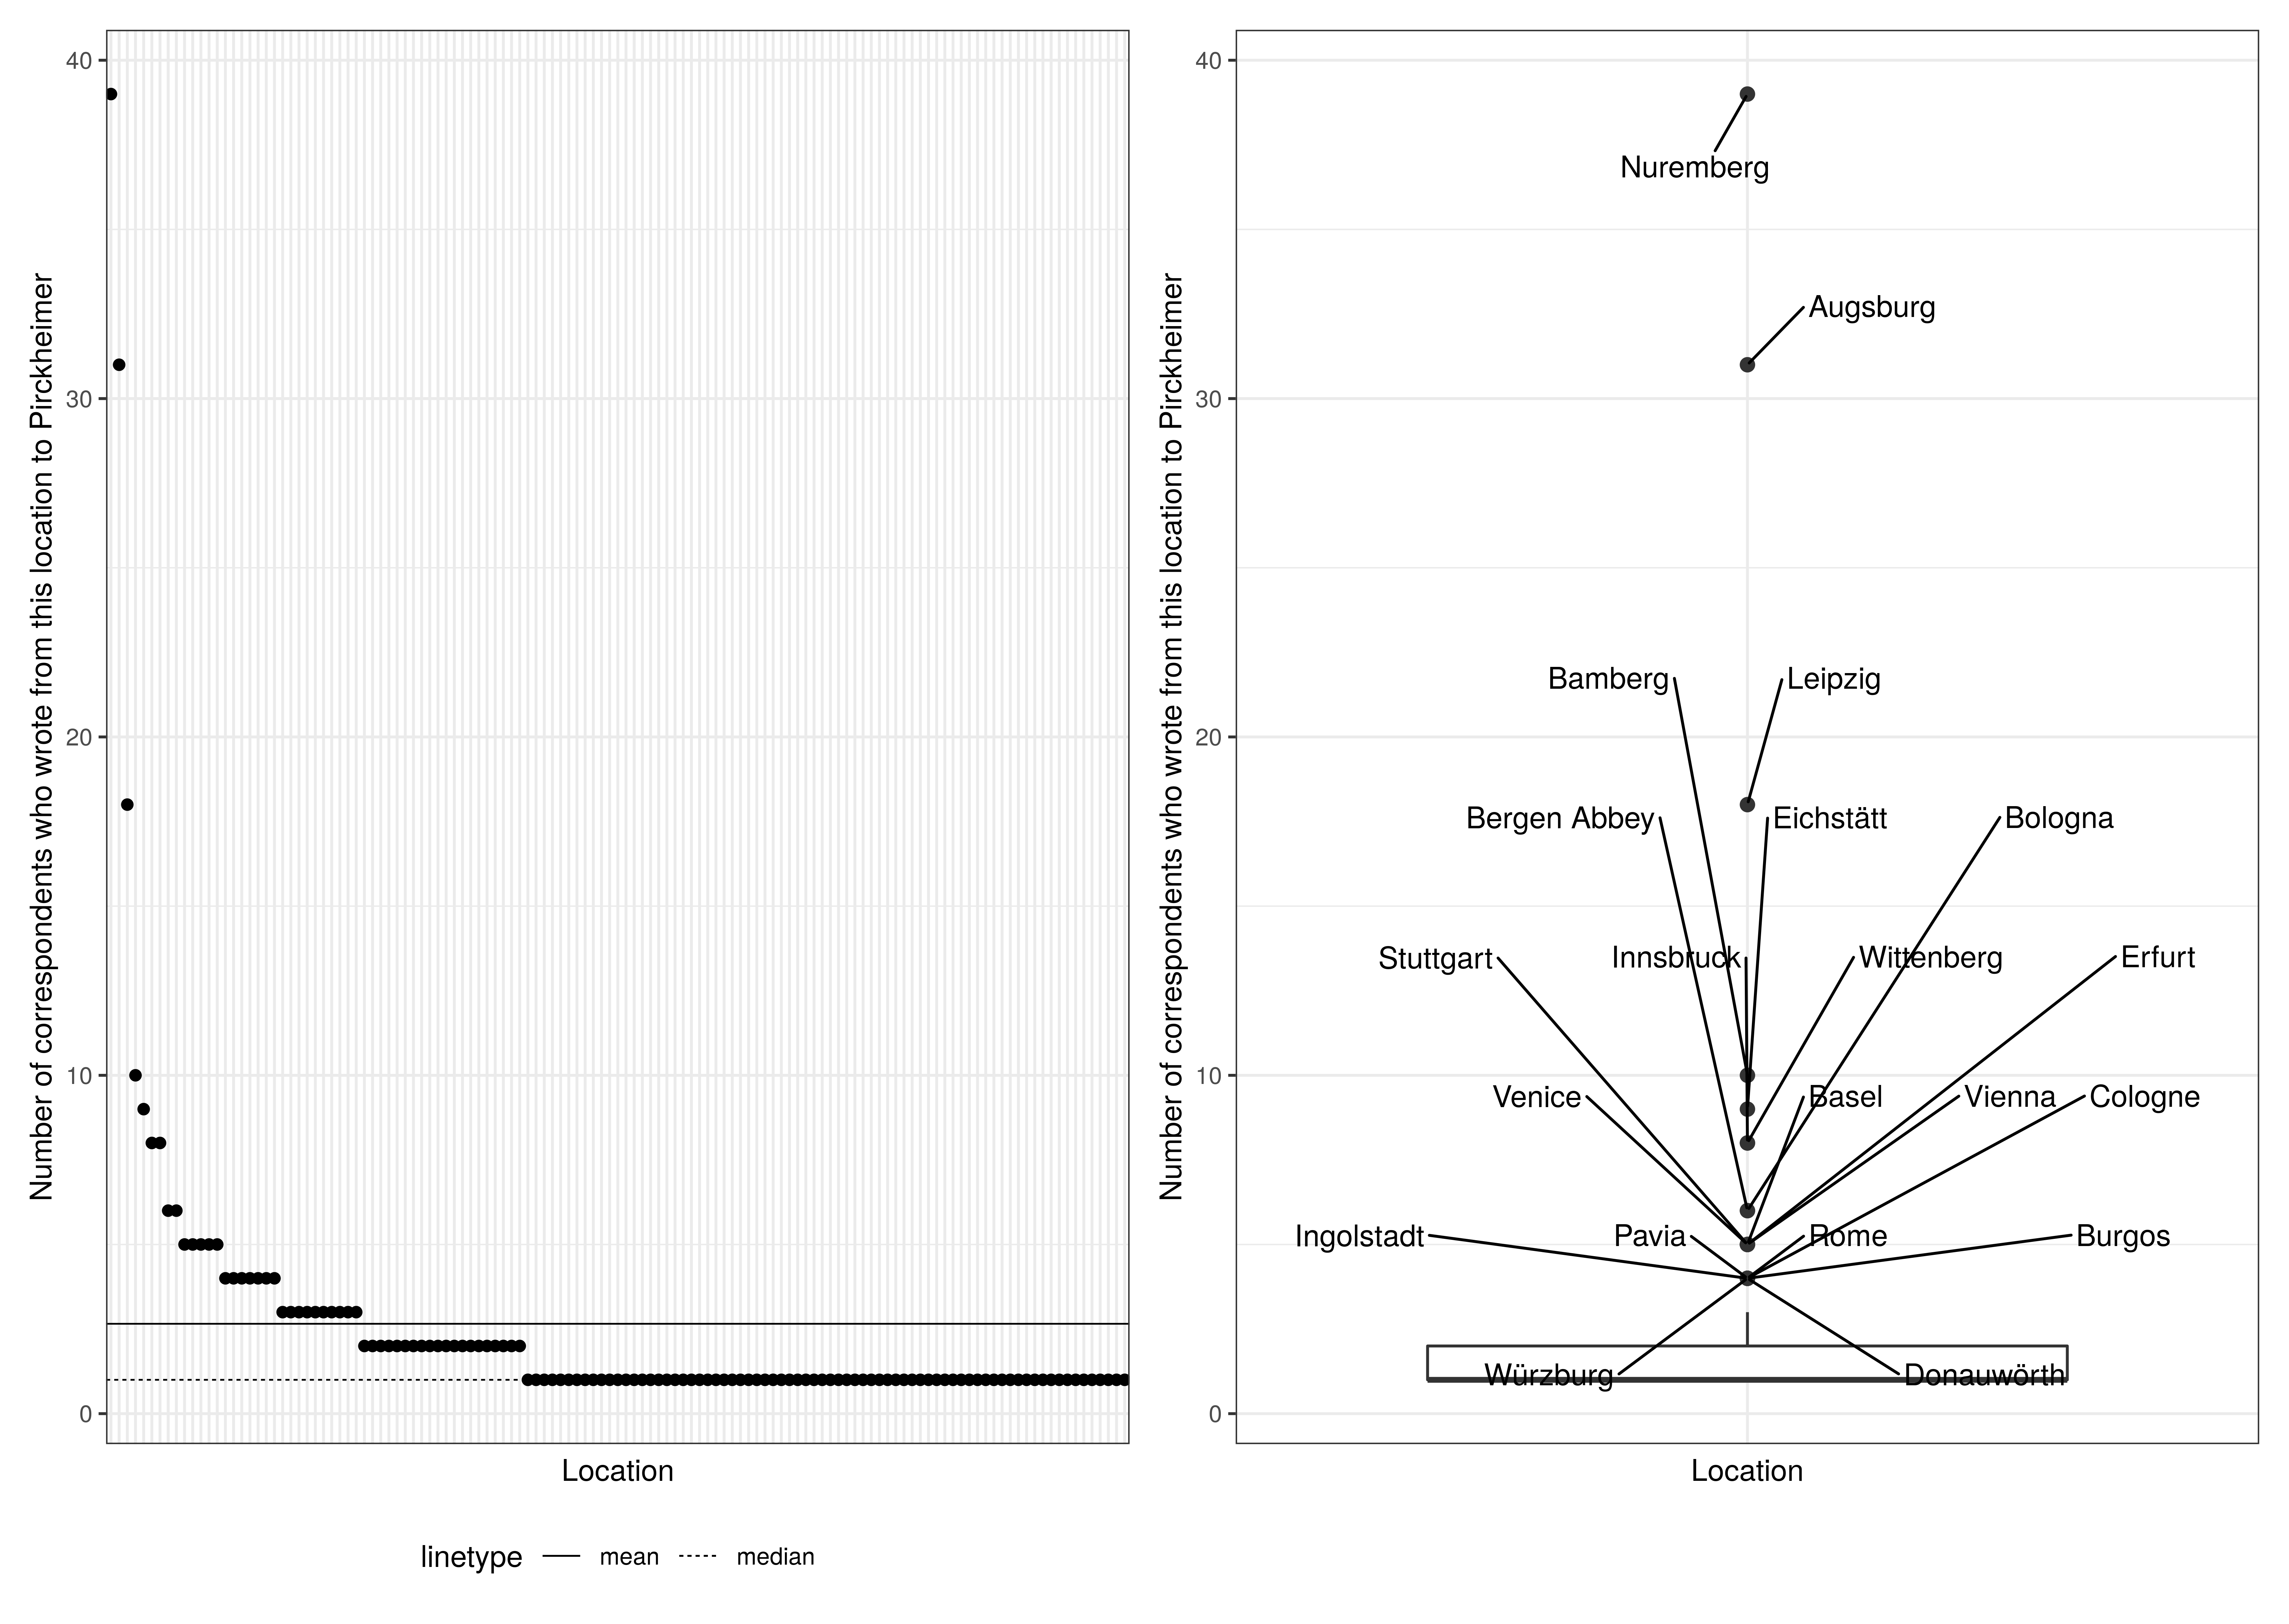 Number of correspondents who wrote from this location to Pirckheimer
40
30
20
10
0
Location
linetype mean median
Number of correspondents who wrote from this location to Pirckheimer
40
30
20
10
0
Nuremberg
Augsburg
Bamberg Leipzig
Bergen Abbey Eichstätt Bologna
Stuttgart Innsbruck Wittenberg Erfurt
Venice Basel Vienna Cologne
Ingolstadt Pavia Rome Burgos
Würzburg Donauwörth
Location